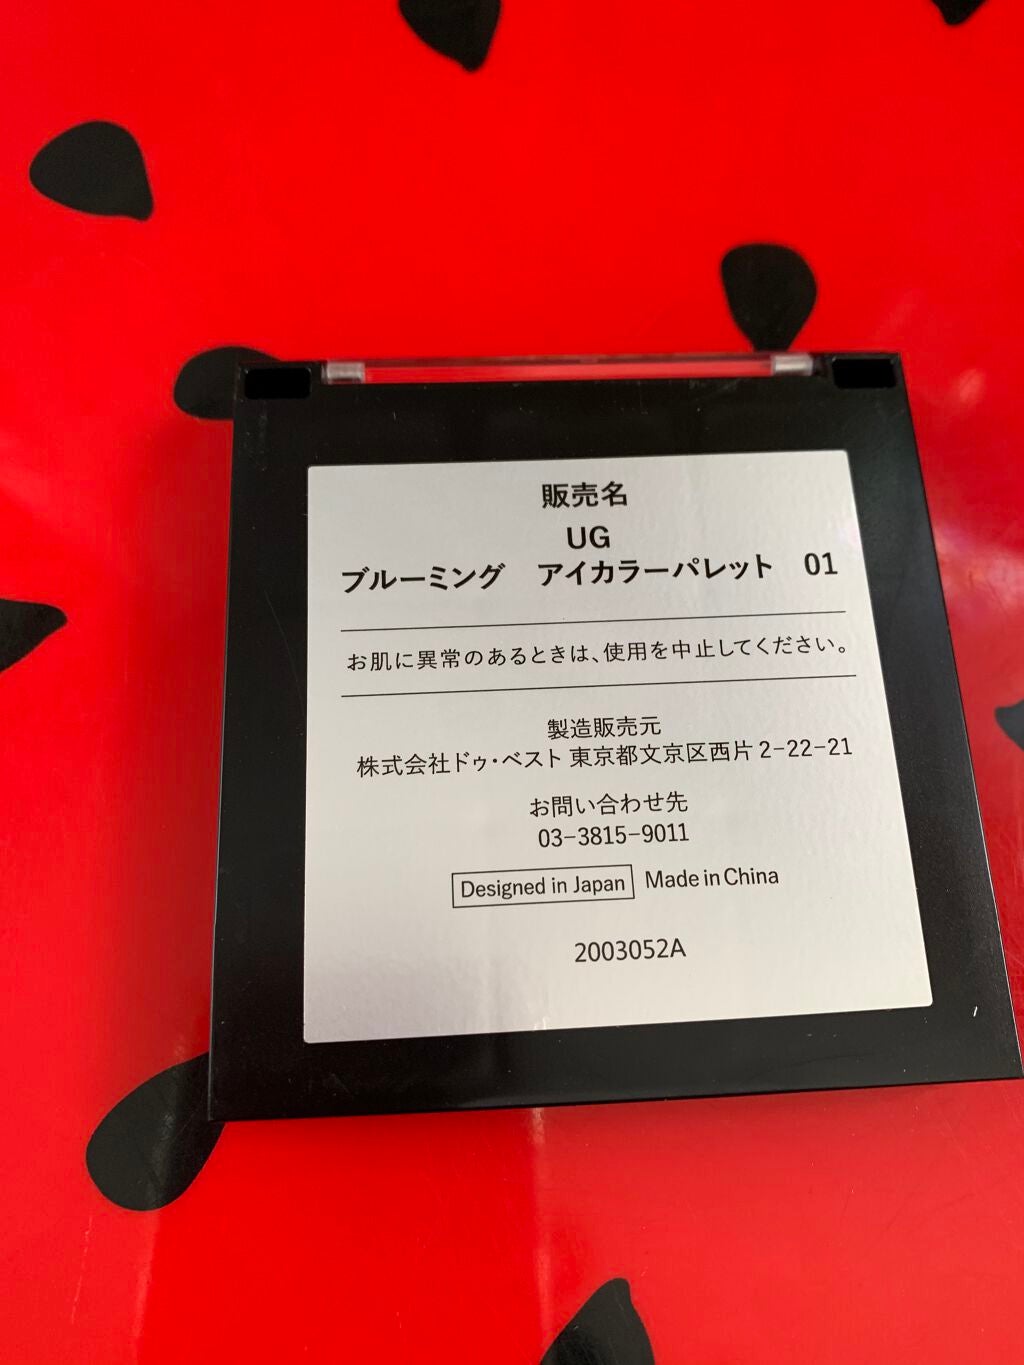 販売名
UG
ブルーミング　アイカラーパレット　01
お肌に異常のあるときは、使用を中止してください。
製造販売元
株式会社ドゥ・ベスト 東京都文京区西片 2-22-21
お問い合わせ先
03-3815-9011
Designed in Japan Made in China
2003052A